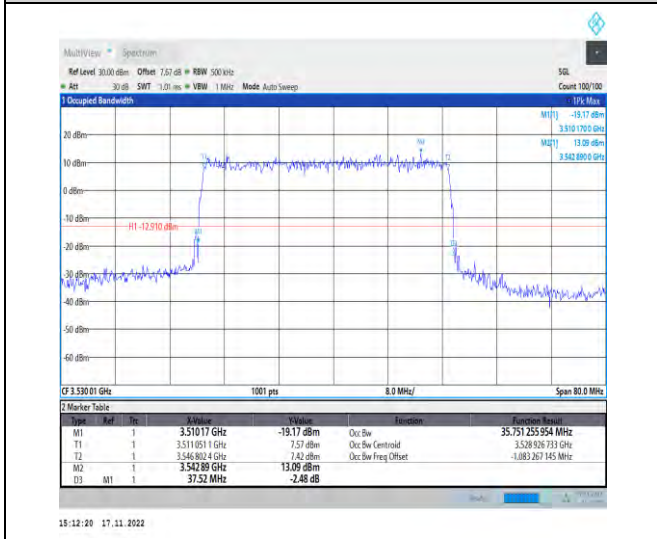 MultiView Spectrum
Ref Level 30.00 dBm Offset 7.67 dB RBW 500 kHz SGL
Att 30 dB SWT 1.01 ms VBW 1 MHz Mode Auto Sweep Count 100/100
1 Occupied Bandwidth 1Pk Max
M1[1] -19.17 dBm
3.510 170 0 GHz
M2[1] 13.09 dBm
3.542 890 0 GHz
20 dBm
M2
T1 T2
10 dBm
0 dBm
-10 dBm
H1 -12.910 dBm
M1
D3
-20 dBm
-30 dBm
-40 dBm
-50 dBm
-60 dBm
CF 3.530 01 GHz 1001 pts 8.0 MHz/ Span 80.0 MHz
2 Marker Table
Type Ref Trc X-Value Y-Value Function Function Result
M1 1 3.510 17 GHz -19.17 dBm Occ Bw 35.751 255 954 MHz
T1 1 3.511 051 1 GHz 7.57 dBm Occ Bw Centroid 3.528 926 733 GHz
T2 1 3.546 802 4 GHz 7.42 dBm Occ Bw Freq Offset -1.083 267 145 MHz
M2 1 3.542 89 GHz 13.09 dBm
D3 M1 1 37.52 MHz -2.48 dB
15:12:20 17.11.2022